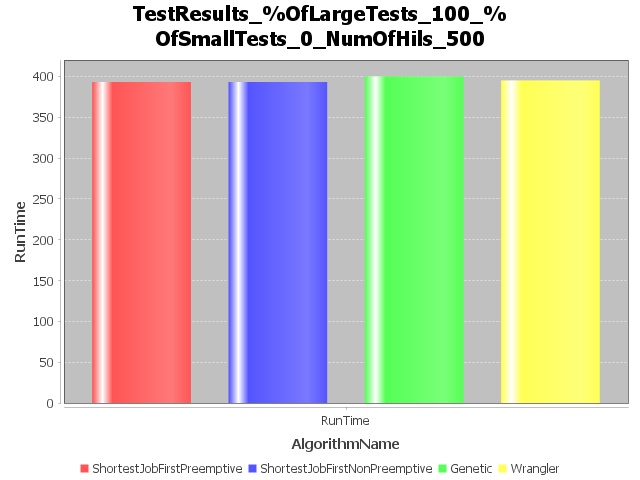 TestResults_%OfLargeTests_100_%
OfSmallTests_0_NumOfHils_500
400
350
300
250
200
150
100
50
0
RunTime
RunTime
AlgorithmName
ShortestJobFirstPreemptive ShortestJobFirstNonPreemptive Genetic Wrangler